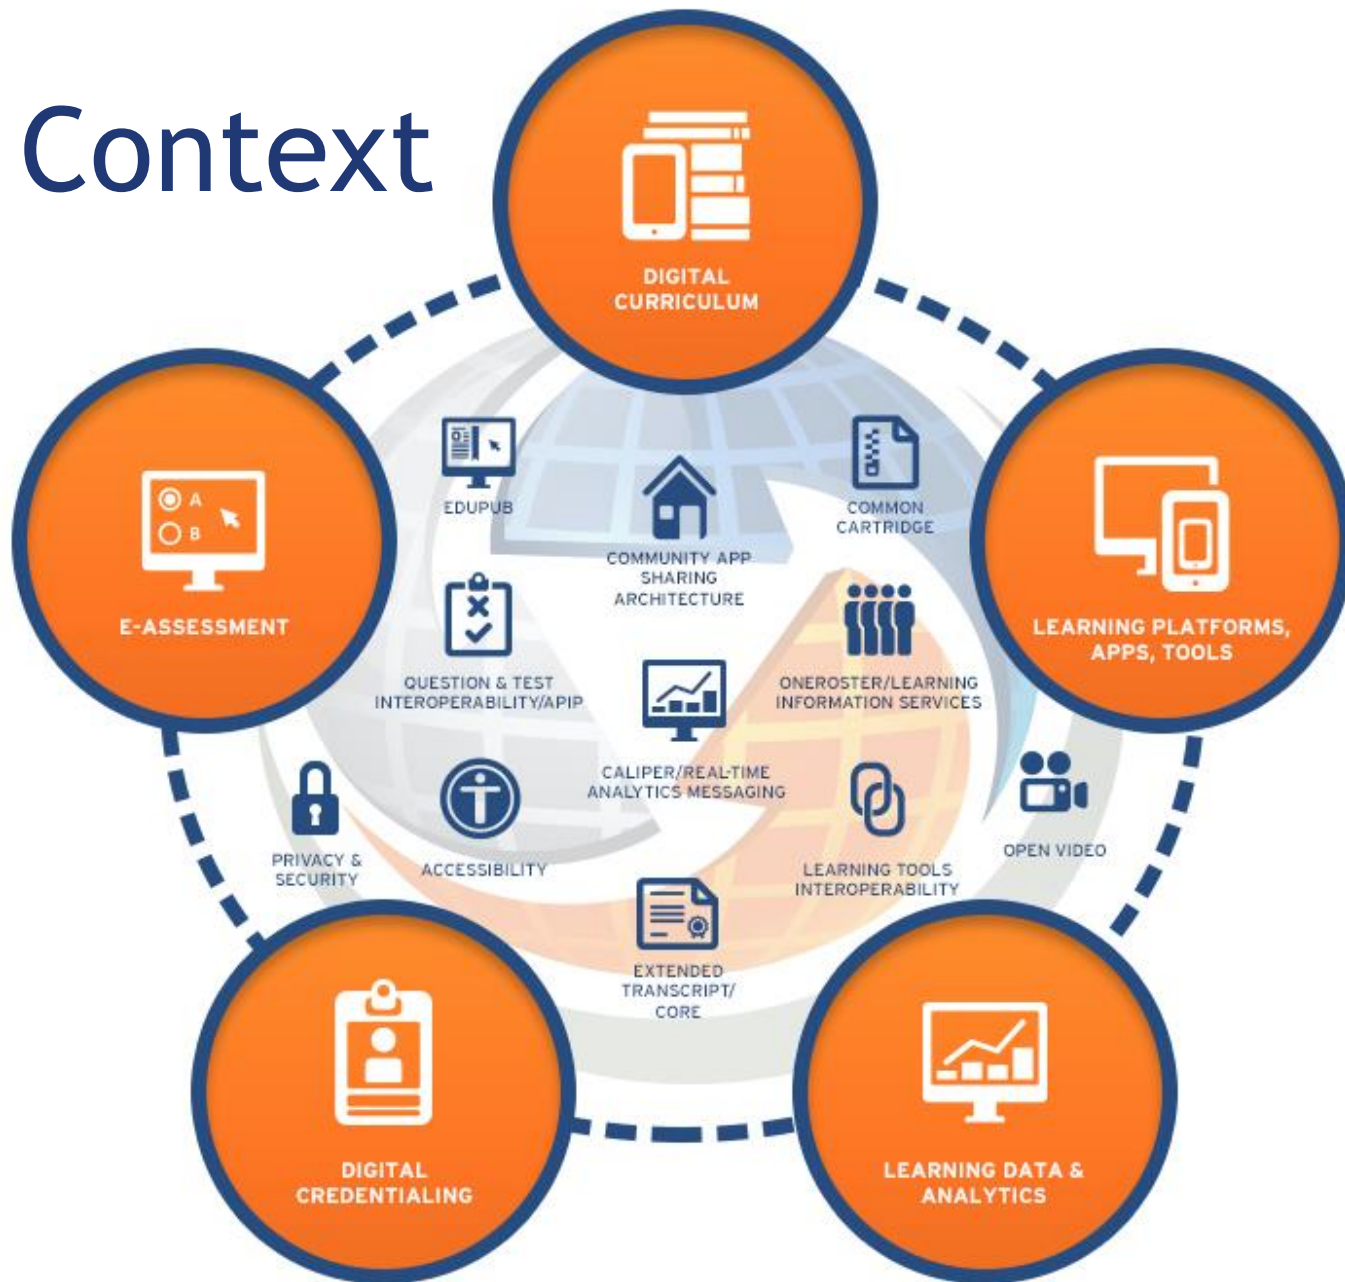 Context
DIGITAL
CURRICULUM
E-ASSESSMENT
A
B
LEARNING PLATFORMS,
APPS, TOOLS
EDUPUB
COMMUNITY APP
SHARING
ARCHITECTURE
COMMON
CARTRIDGE
QUESTION & TEST
INTEROPERABILITY/APIP
ONEROSTER/LEARNING
INFORMATION SERVICES
CALIPER/REAL-TIME
ANALYTICS MESSAGING
PRIVACY &
SECURITY
ACCESSIBILITY
LEARNING TOOLS
INTEROPERABILITY
OPEN VIDEO
EXTENDED
TRANSCRIPT/
CORE
DIGITAL
CREDENTIALING
LEARNING DATA &
ANALYTICS